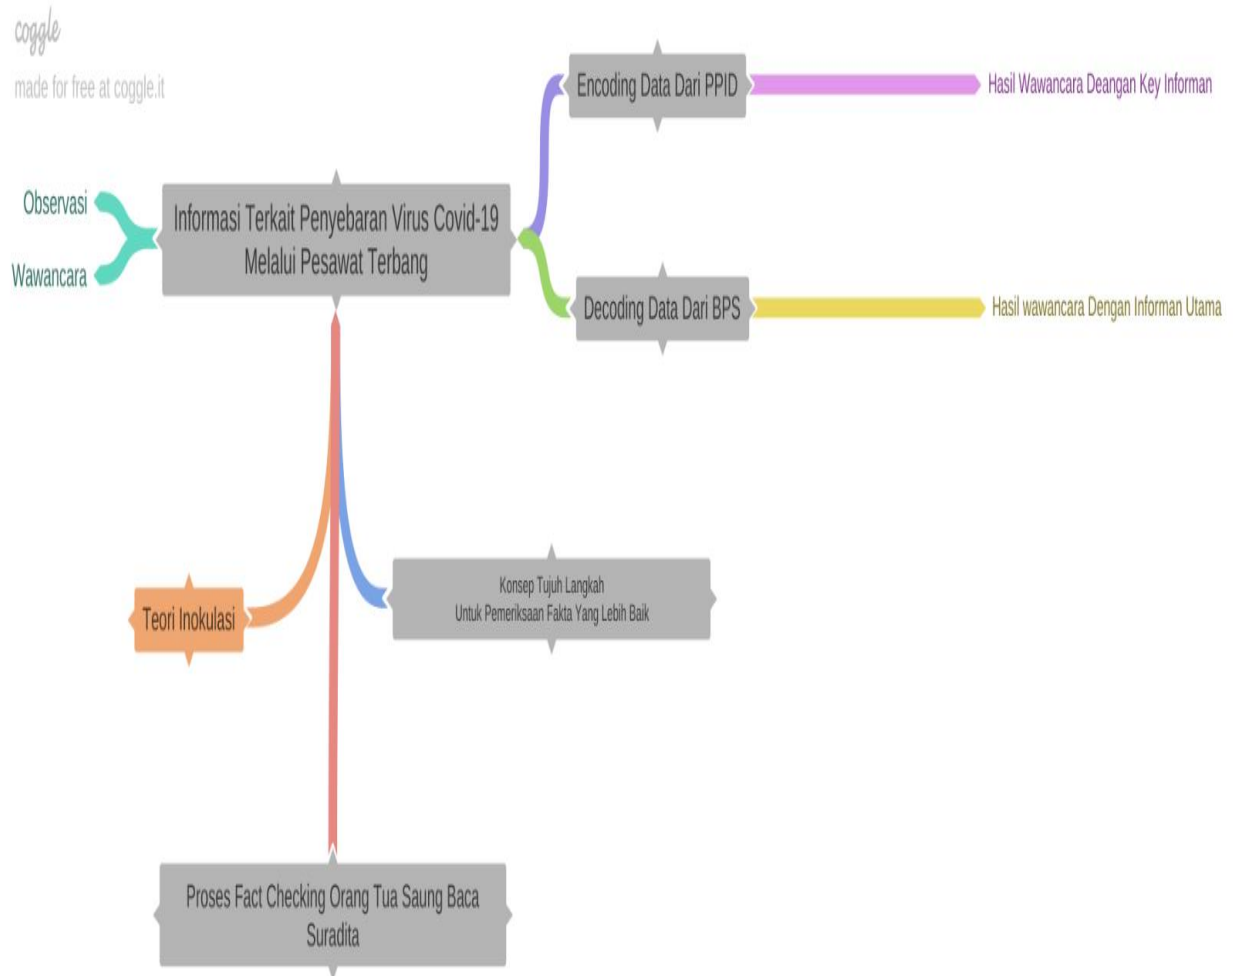 coggle
made for free at coggle.it
Encoding Data Dari PPID
Hasil Wawancara Deangan Key Informan
Observasi
Wawancara
Informasi Terkait Penyebaran Virus Covid-19
Melalui Pesawat Terbang
Decoding Data Dari BPS
Hasil wawancara Dengan Informan Utama
Teori Inokulasi
Konsep Tujuh Langkah
Untuk Pemeriksaan Fakta Yang Lebih Baik
Proses Fact Checking Orang Tua Saung Baca
Suradita